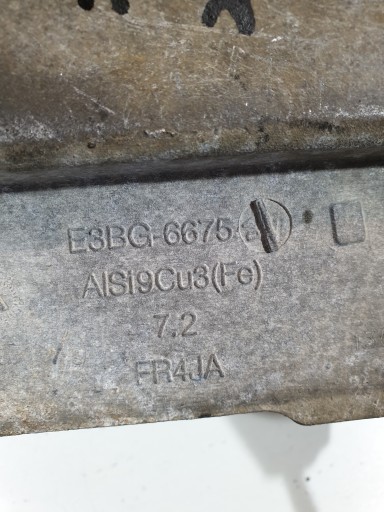 E3BG-6675
AlSi9Cu3(Fe)
7.2
FR4JA